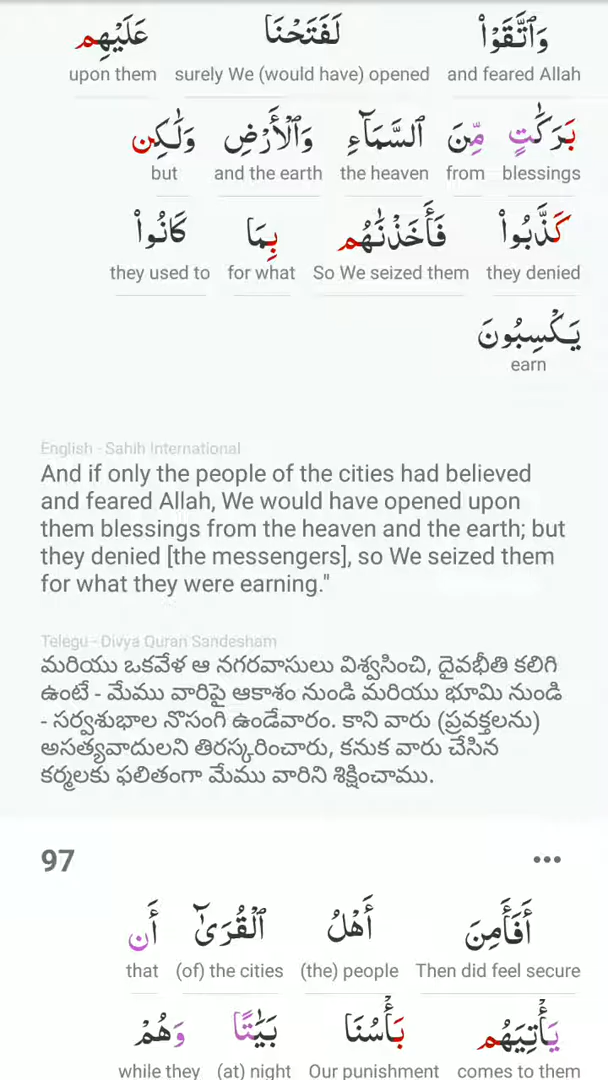 وَٱتَّقَوْا۟ لَفَتَحْنَا عَلَيْهِم
and feared Allah surely We (would have) opened upon them
بَرَكَـٰتٍ مِّنَ ٱلسَّمَآءِ وَٱلْأَرْضِ وَلَـٰكِن
blessings from the heaven and the earth but
كَذَّبُوا۟ فَأَخَذْنَـٰهُم بِمَا كَانُوا۟
they denied So We seized them for what they used to
يَكْسِبُونَ
earn
English - Sahih International
And if only the people of the cities had believed
and feared Allah, We would have opened upon
them blessings from the heaven and the earth; but
they denied [the messengers], so We seized them
for what they were earning."
Telegu - Divya Quran Sandesham
మరియు ఒకవేళ ఆ నగరవాసులు విశ్వసించి, దైవభీతి కలిగి
ఉంటే - మేము వారిపై ఆకాశం నుండి మరియు భూమి నుండి
- సర్వశుభాల నొసంగి ఉండేవారం. కాని వారు (ప్రవక్తలను)
అసత్యవాదులని తిరస్కరించారు, కనుక వారు చేసిన
కర్మలకు ఫలితంగా మేము వారిని శిక్షించాము.
97
أَفَأَمِنَ أَهْلُ ٱلْقُرَىٰٓ أَن
Then did feel secure (the) people (of) the cities that
يَأْتِيَهُم بَأْسُنَا بَيَـٰتًا وَهُمْ
comes to them Our punishment (at) night while they